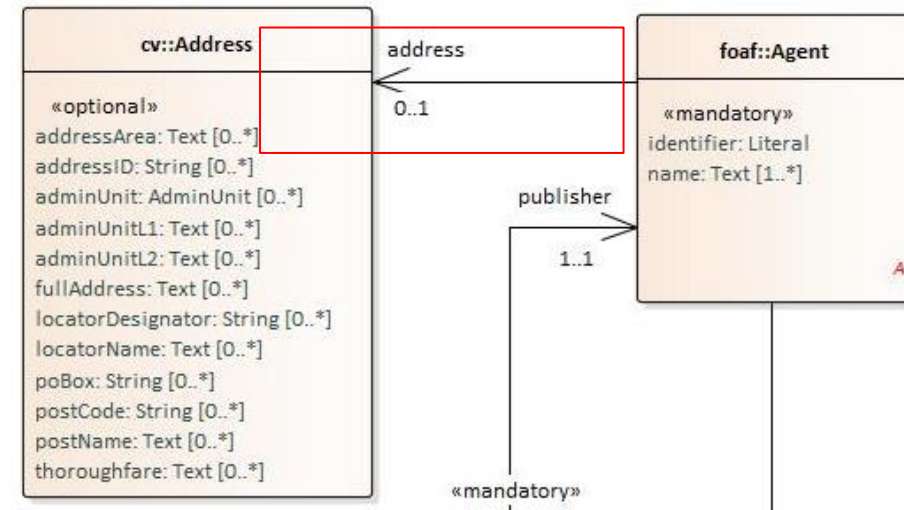 cv::Address
«optional»
addressArea: Text [0..*]
addressID: String [0..*]
adminUnit: AdminUnit [0..*]
adminUnitL1: Text [0..*]
adminUnitL2: Text [0..*]
fullAddress: Text [0..*]
locatorDesignator: String [0..*]
locatorName: Text [0..*]
poBox: String [0..*]
postCode: String [0..*]
postName: Text [0..*]
thoroughfare: Text [0..*]
address
0..1
foaf::Agent
«mandatory»
identifier: Literal
name: Text [1..*]
A
publisher
1..1
«mandatory»